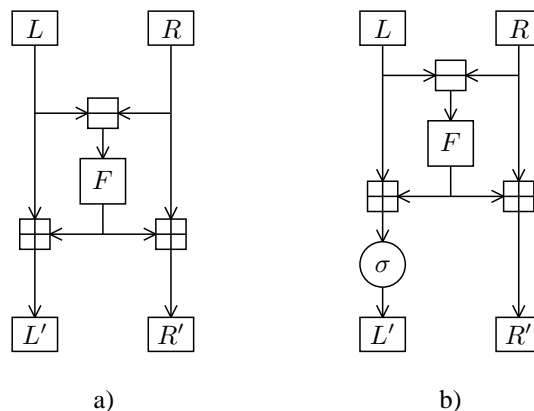 L R L R
F F
σ
L′ R′ L′ R′
a) b)